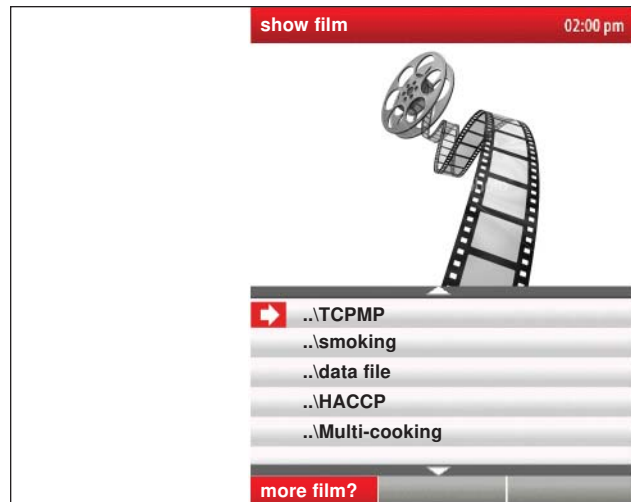 show film 02:00 pm
..\TCPMP
..\smoking
..\data file
..\HACCP
..\Multi-cooking
more film?